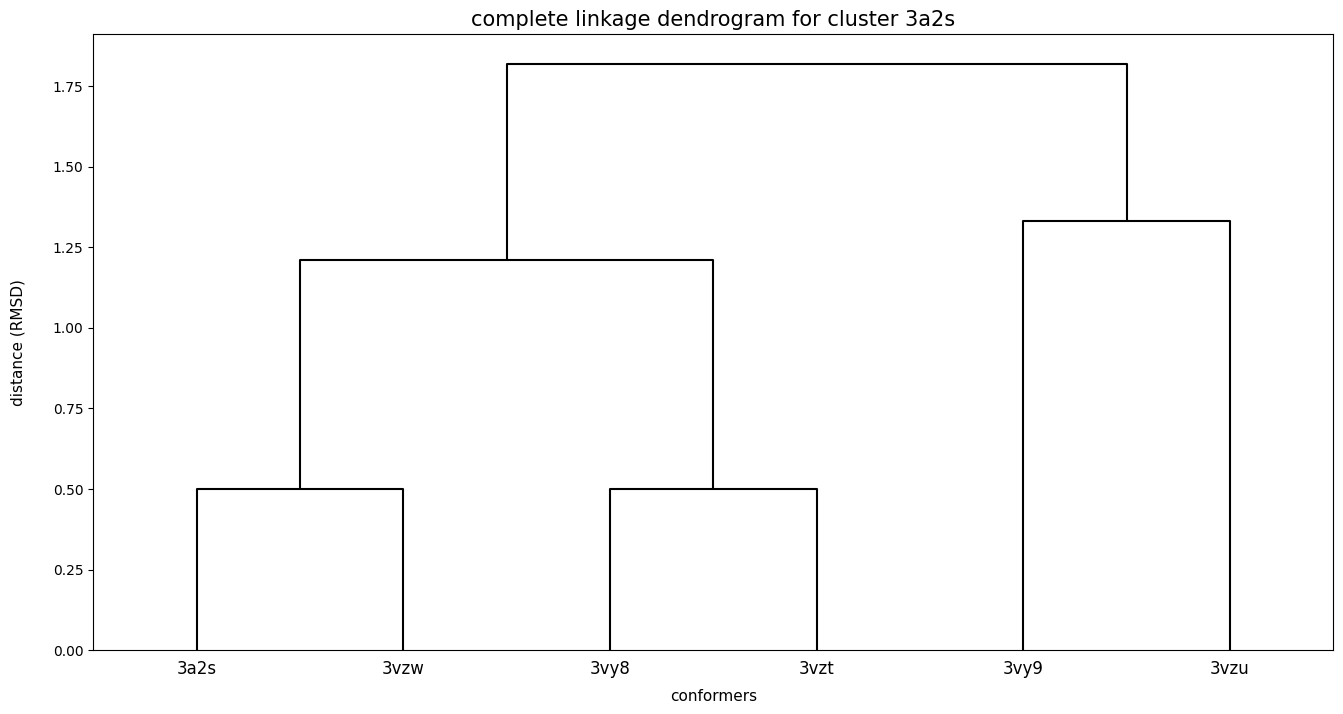 complete linkage dendrogram for cluster 3a2s
distance (RMSD)
1.75
1.50
1.25
1.00
0.75
0.50
0.25
0.00
3a2s 3vzw 3vy8 3vzt 3vy9 3vzu
conformers